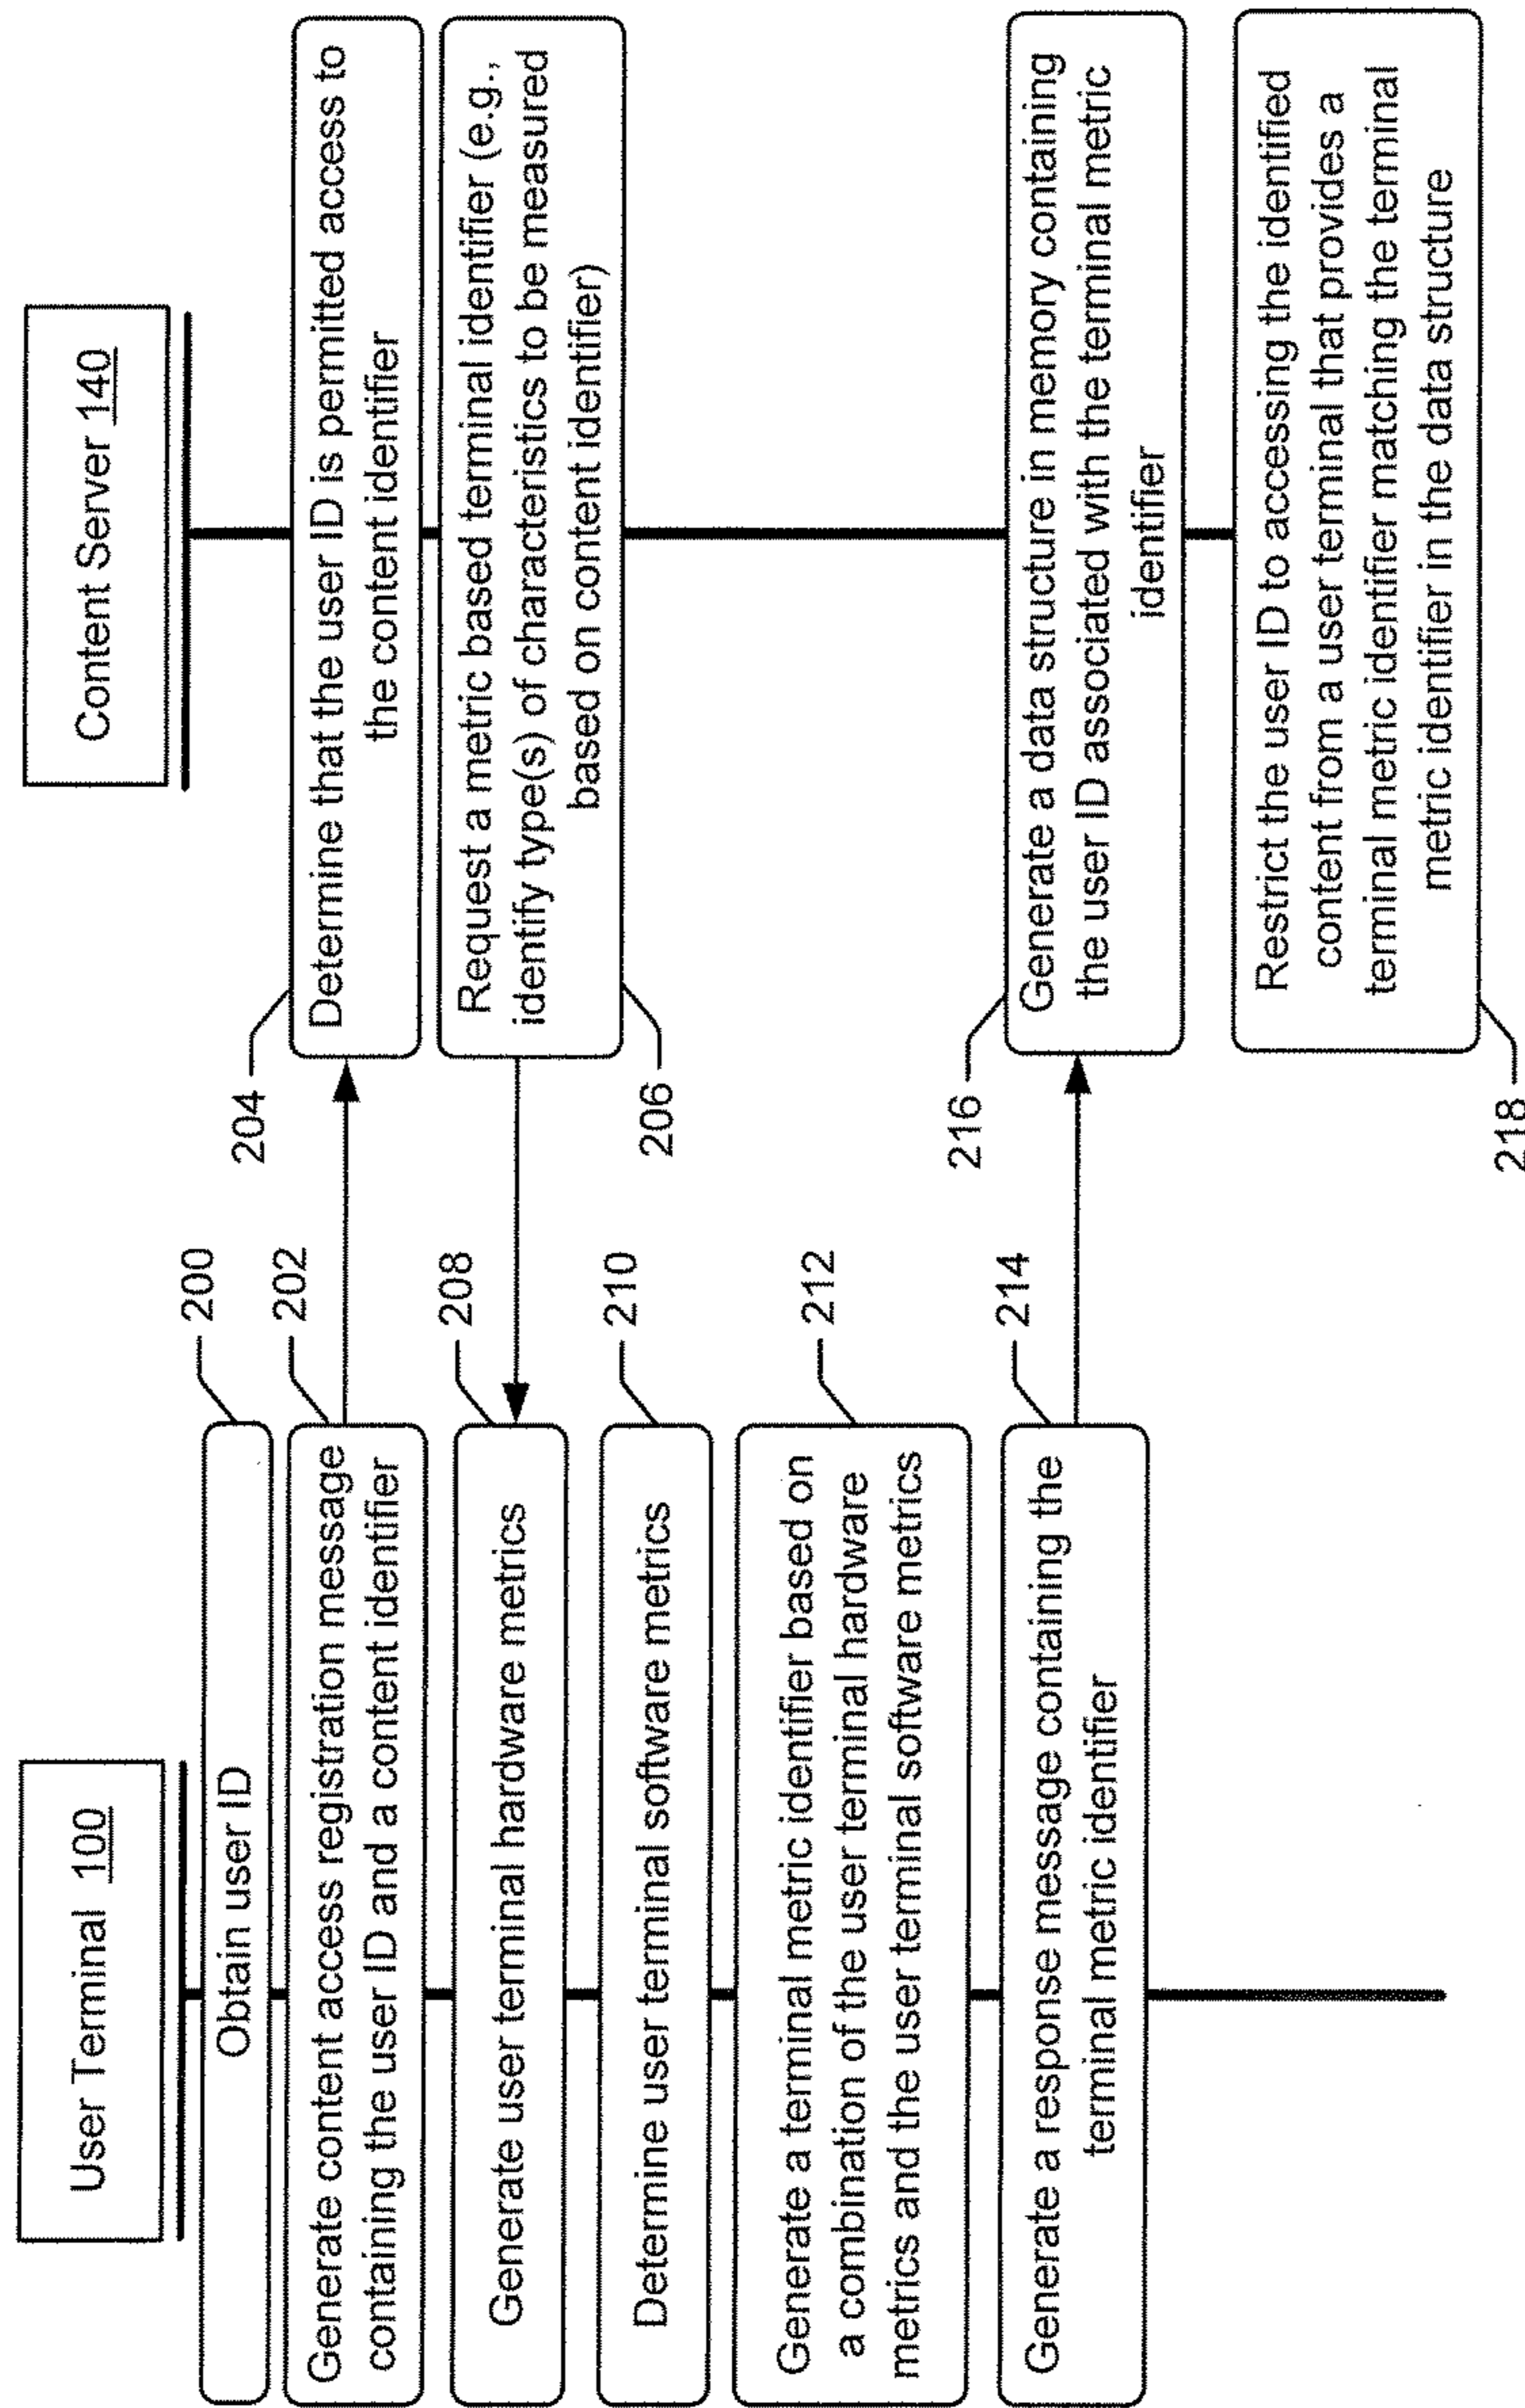 User Terminal 100
Content Server 140
200
Obtain user ID
202
Generate content access registration message
containing the user ID and a content identifier
204
Determine that the user ID is permitted access to
the content identifier
206
Request a metric based terminal identifier (e.g.,
identify type(s) of characteristics to be measured
based on content identifier)
208
Generate user terminal hardware metrics
210
Determine user terminal software metrics
212
Generate a terminal metric identifier based on
a combination of the user terminal hardware
metrics and the user terminal software metrics
214
Generate a response message containing the
terminal metric identifier
216
Generate a data structure in memory containing
the user ID associated with the terminal metric
identifier
218
Restrict the user ID to accessing the identified
content from a user terminal that provides a
terminal metric identifier matching the terminal
metric identifier in the data structure